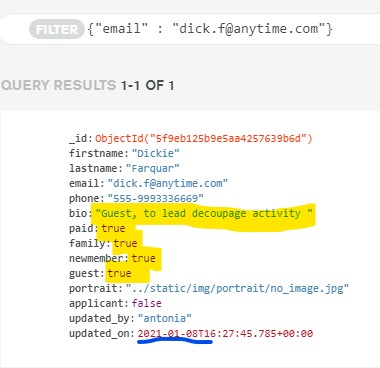 FILTER {"email" : "dick.f@anytime.com"}
QUERY RESULTS 1-1 OF 1
_id: ObjectId("5f9eb125b9e5aa4257639b6d")
firstname: "Dickie"
lastname: "Farquar"
email: "dick.f@anytime.com"
phone: "555-9993336669"
bio: "Guest, to lead decoupage activity "
paid: true
family: true
newmember: true
guest: true
portrait: "../static/img/portrait/no_image.jpg"
applicant: false
updated_by: "antonia"
updated_on: 2021-01-08T16:27:45.785+00:00